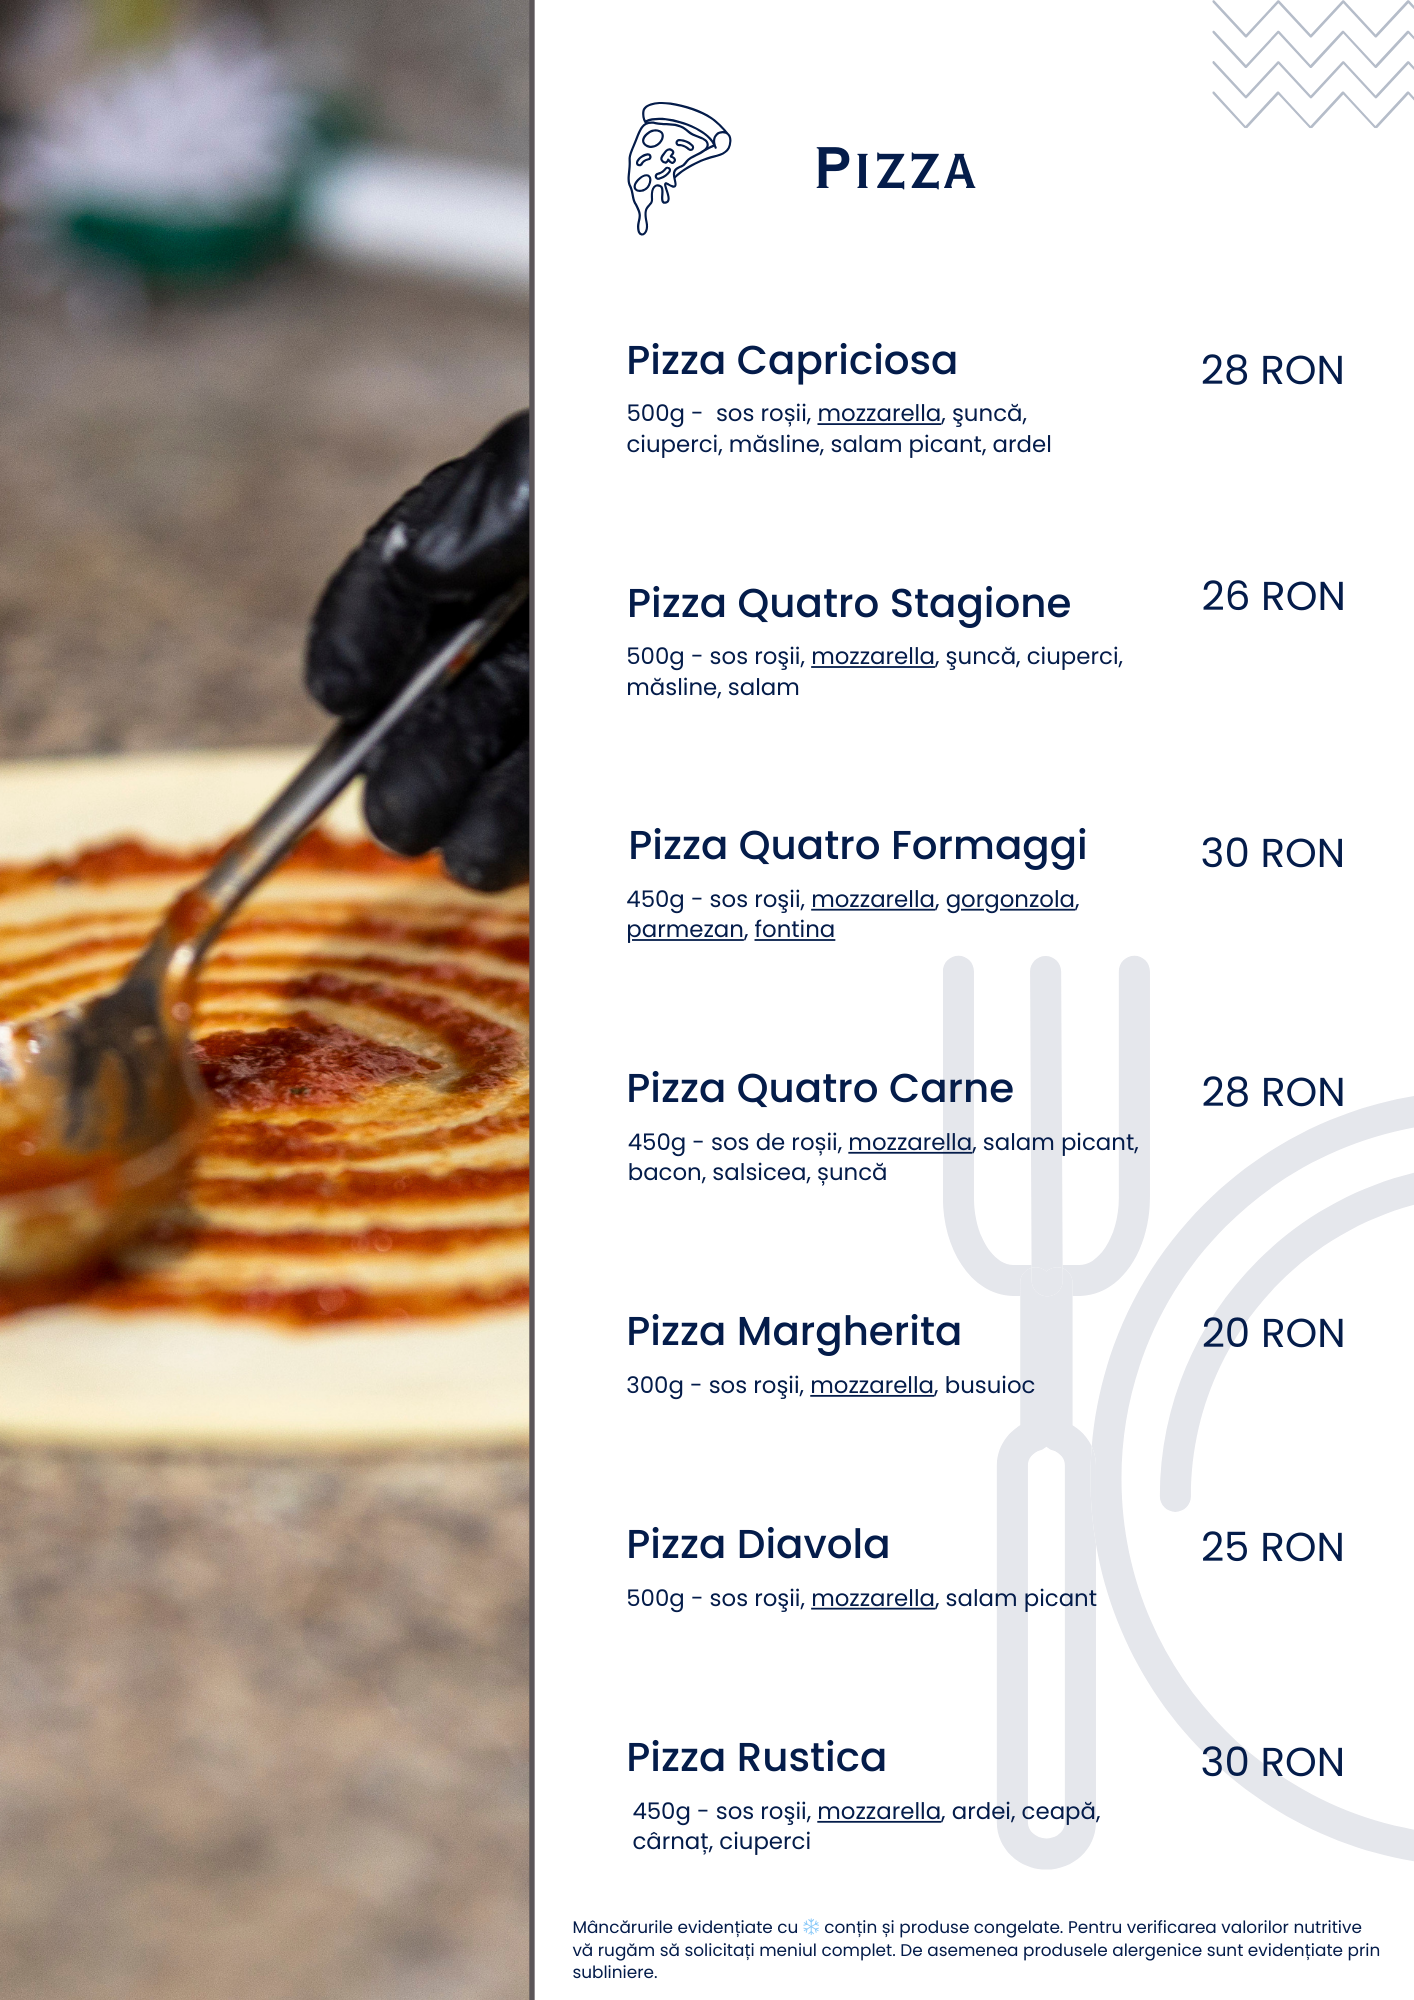 PIZZA
Pizza Capriciosa
28 RON
500g -  sos roșii, mozzarella, şuncă,
ciuperci, măsline, salam picant, ardel
Pizza Quatro Stagione
26 RON
500g - sos roşii, mozzarella, şuncă, ciuperci,
măsline, salam
Pizza Quatro Formaggi
30 RON
450g - sos roşii, mozzarella, gorgonzola,
parmezan, fontina
Pizza Quatro Carne
28 RON
450g - sos de roșii, mozzarella, salam picant,
bacon, salsicea, șuncă
Pizza Margherita
20 RON
300g - sos roşii, mozzarella, busuioc
Pizza Diavola
25 RON
500g - sos roşii, mozzarella, salam picant
Pizza Rustica
30 RON
450g - sos roşii, mozzarella, ardei, ceapă,
cârnaț, ciuperci
Mâncărurile evidențiate cu ❄️ conțin și produse congelate. Pentru verificarea valorilor nutritive
vă rugăm să solicitați meniul complet. De asemenea produsele alergenice sunt evidențiate prin
subliniere.